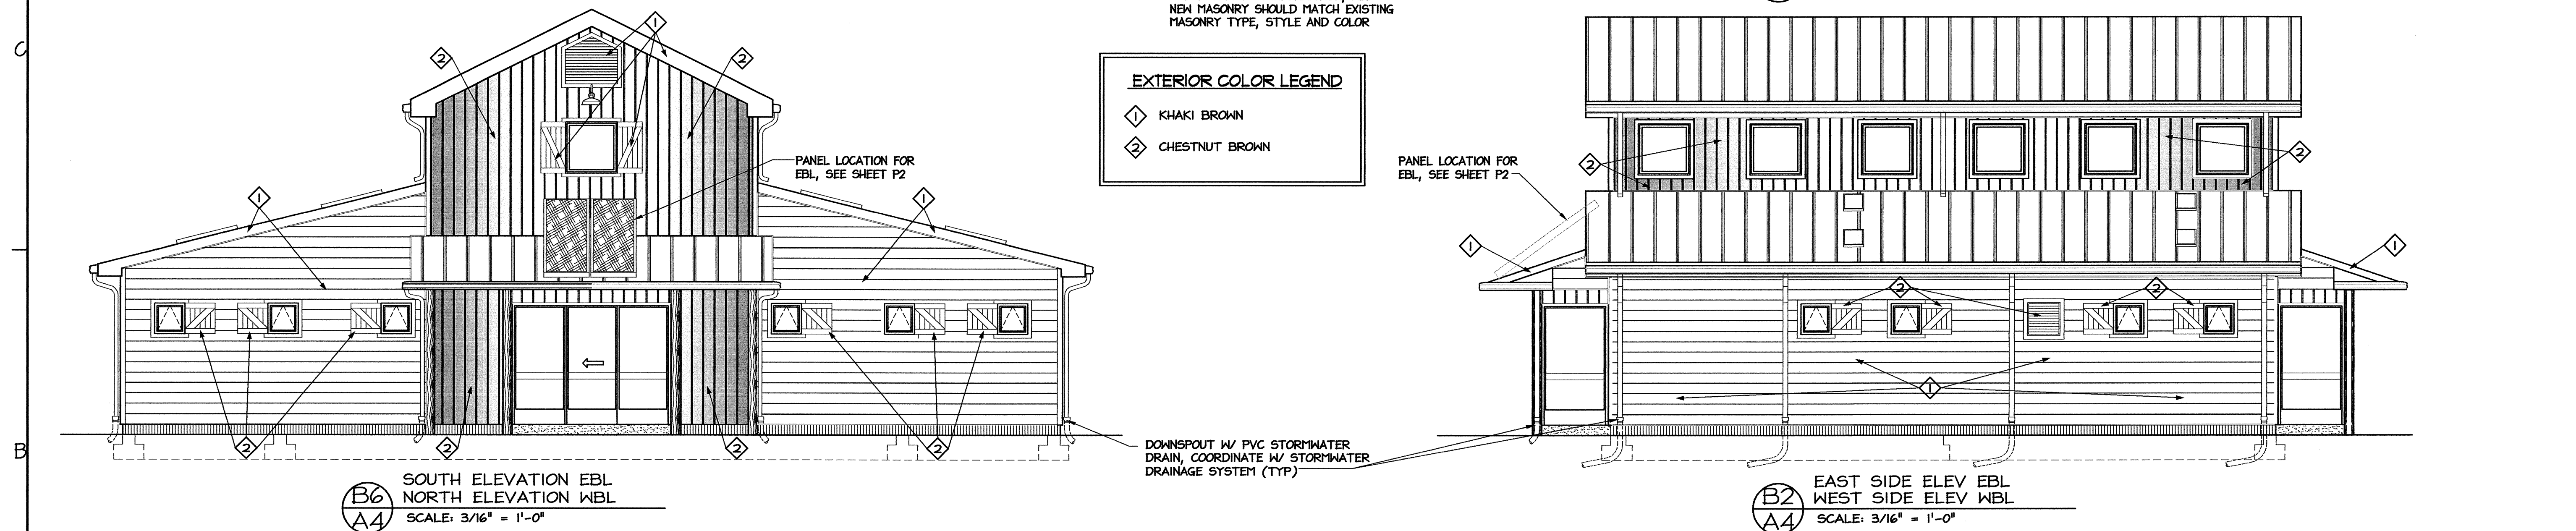 NEW MASONRY SHOULD MATCH EXISTING
MASONRY TYPE, STYLE AND COLOR
C
EXTERIOR COLOR LEGEND
1 KHAKI BROWN
2 CHESTNUT BROWN
1
2
2
1
1
2
2
2
2
PANEL LOCATION FOR
EBL, SEE SHEET P2
PANEL LOCATION FOR
EBL, SEE SHEET P2
2
2
1
1
2
2
1
B
DOWNSPOUT W/ PVC STORMWATER
DRAIN, COORDINATE W/ STORMWATER
DRAINAGE SYSTEM (TYP)
B6
A4
SOUTH ELEVATION EBL
NORTH ELEVATION WBL
SCALE: 3/16" = 1'-0"
B2
A4
EAST SIDE ELEV EBL
WEST SIDE ELEV WBL
SCALE: 3/16" = 1'-0"